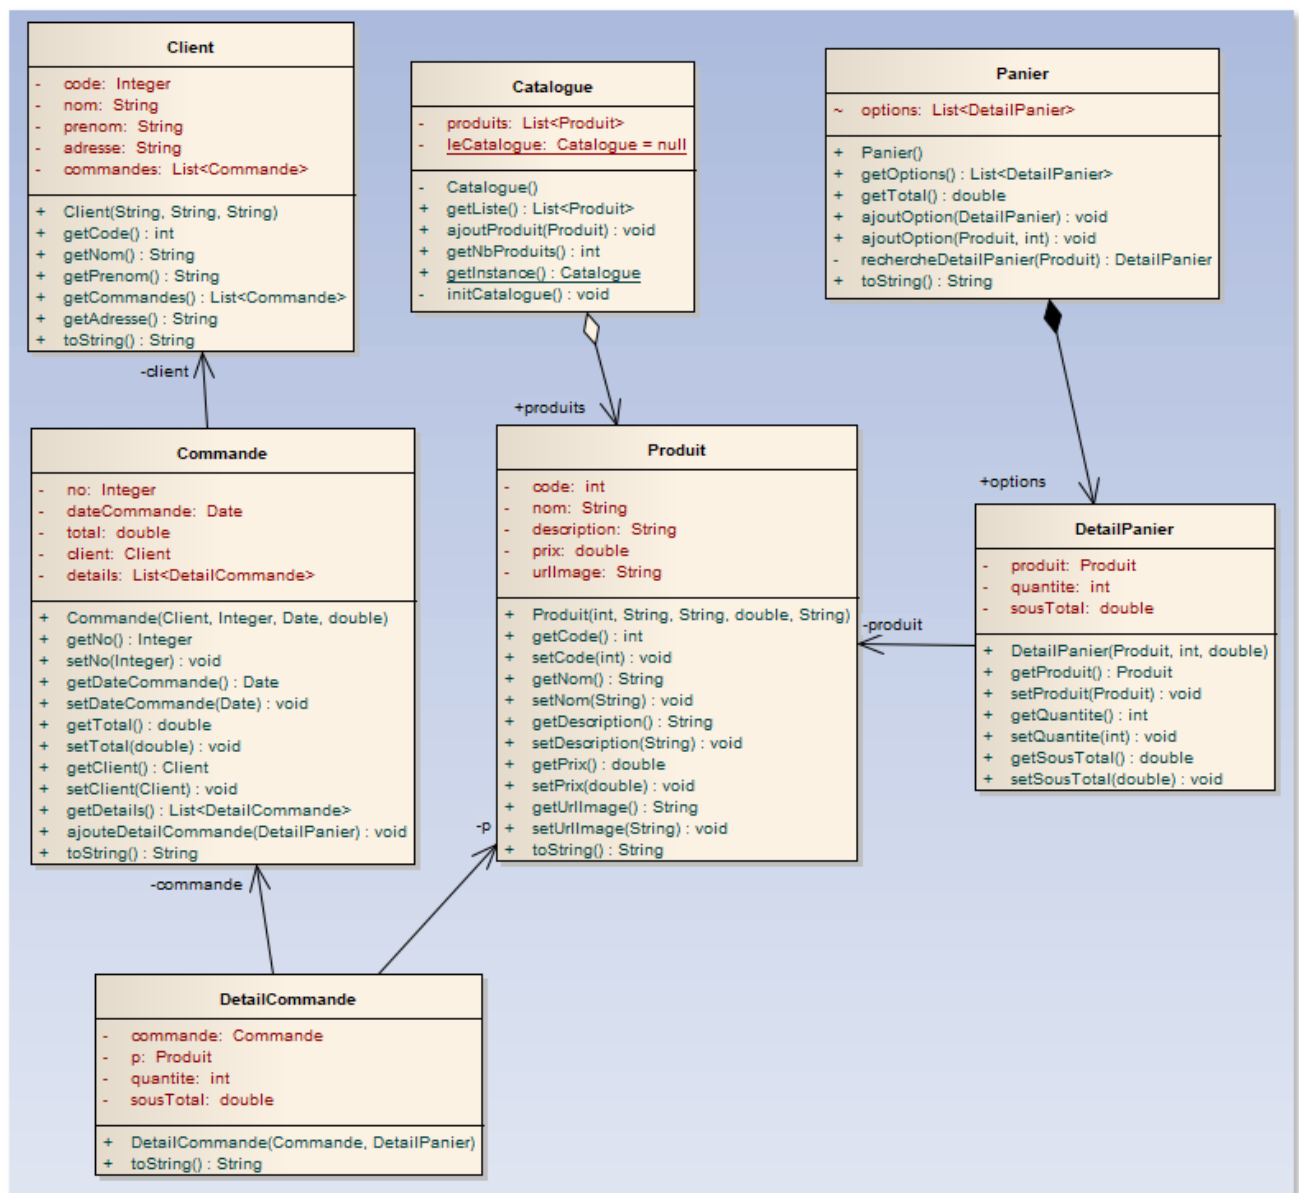 Client
- code: Integer
- nom: String
- prenom: String
- adresse: String
- commandes: List<Commande>
+ Client(String, String, String)
+ getCode() : int
+ getNom() : String
+ getPrenom() : String
+ getCommandes() : List<Commande>
+ getAdresse() : String
+ toString() : String
Catalogue
- produits: List<Produit>
- leCatalogue: Catalogue = null
- Catalogue()
+ getListe() : List<Produit>
+ ajoutProduit(Produit) : void
+ getNbProduits() : int
+ getInstance() : Catalogue
- initCatalogue() : void
Panier
~ options: List<DetailPanier>
+ Panier()
+ getOptions() : List<DetailPanier>
+ getTotal() : double
+ ajoutOption(DetailPanier) : void
+ ajoutOption(Produit, int) : void
- rechercheDetailPanier(Produit) : DetailPanier
+ toString() : String
-client
+produits
+options
Commande
- no: Integer
- dateCommande: Date
- total: double
- client: Client
- details: List<DetailCommande>
+ Commande(Client, Integer, Date, double)
+ getNo() : Integer
+ setNo(Integer) : void
+ getDateCommande() : Date
+ setDateCommande(Date) : void
+ getTotal() : double
+ setTotal(double) : void
+ getClient() : Client
+ setClient(Client) : void
+ getDetails() : List<DetailCommande>
+ ajouteDetailCommande(DetailPanier) : void
+ toString() : String
Produit
- code: int
- nom: String
- description: String
- prix: double
- urlImage: String
+ Produit(int, String, String, double, String)
+ getCode() : int
+ setCode(int) : void
+ getNom() : String
+ setNom(String) : void
+ getDescription() : String
+ setDescription(String) : void
+ getPrix() : double
+ setPrix(double) : void
+ getUrlImage() : String
+ setUrlImage(String) : void
+ toString() : String
-produit
DetailPanier
- produit: Produit
- quantite: int
- sousTotal: double
+ DetailPanier(Produit, int, double)
+ getProduit() : Produit
+ setProduit(Produit) : void
+ getQuantite() : int
+ setQuantite(int) : void
+ getSousTotal() : double
+ setSousTotal(double) : void
-p
-commande
DetailCommande
- commande: Commande
- p: Produit
- quantite: int
- sousTotal: double
+ DetailCommande(Commande, DetailPanier)
+ toString() : String